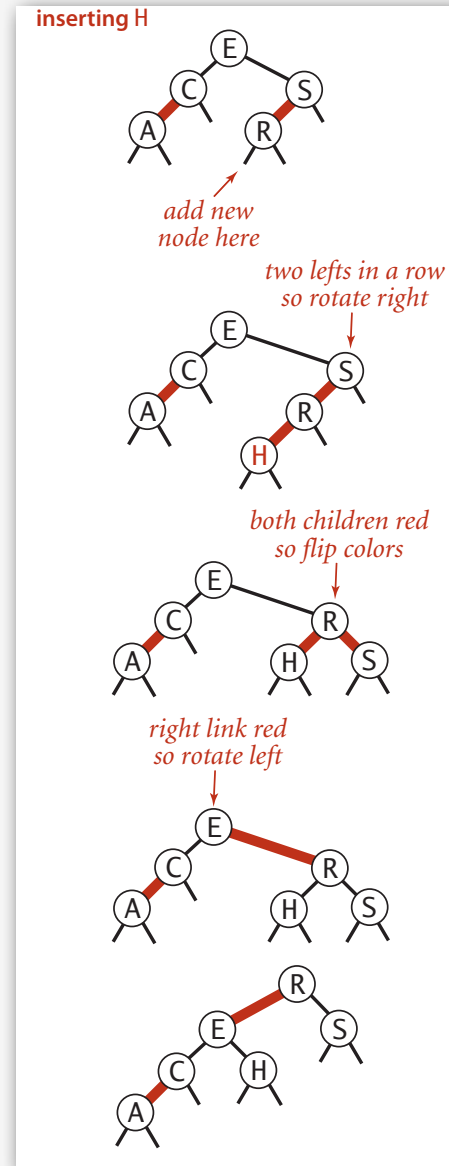 inserting H
E
C S
A R
add new
node here
two lefts in a row
so rotate right
E
C S
A R
H
both children red
so flip colors
E
C R
A H S
right link red
so rotate left
E
C R
A H S
R
E S
C H
A